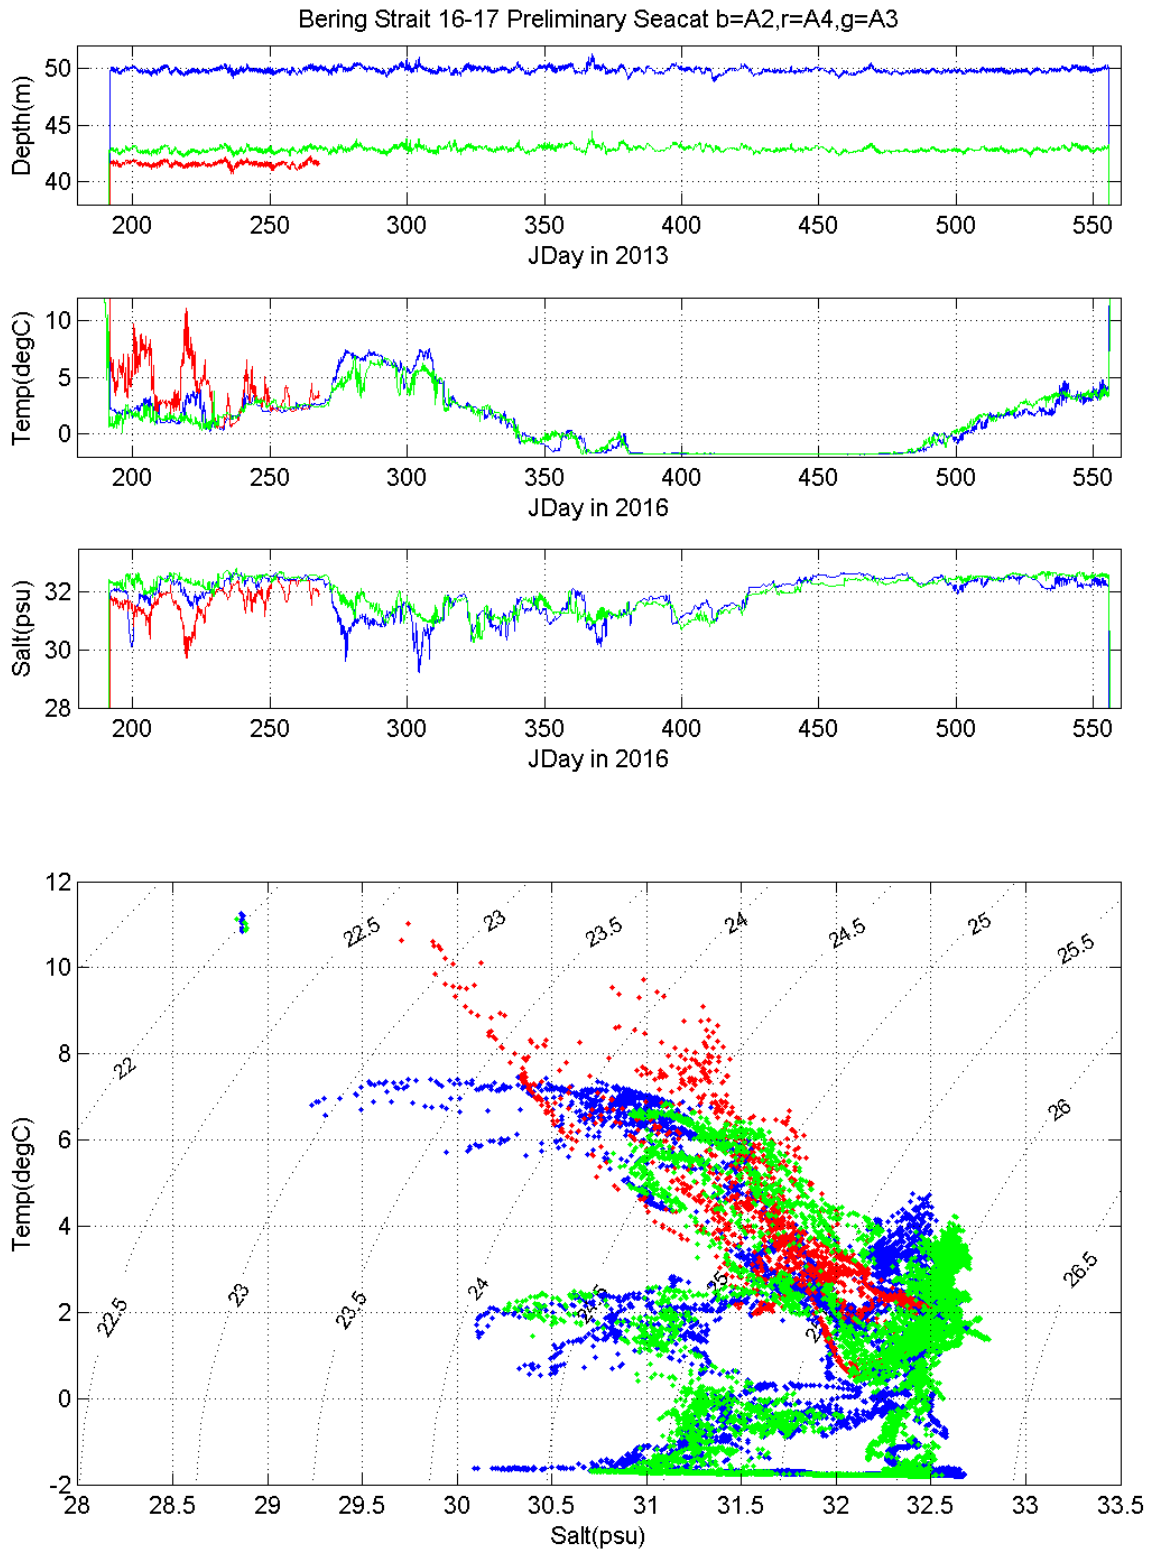 Bering Strait 16-17 Preliminary Seacat b=A2,r=A4,g=A3
Depth(m)
50
45
40
200 250 300 350 400 450 500 550
JDay in 2013
Temp(degC)
10
5
0
200 250 300 350 400 450 500 550
JDay in 2016
Salt(psu)
32
30
28
200 250 300 350 400 450 500 550
JDay in 2016
Temp(degC)
12
10
8
6
4
2
0
-2
22.5 23 23.5 24 24.5 25 25.5
22
26
26.5
22.5 23 23.5 24 24.5 25
28 28.5 29 29.5 30 30.5 31 31.5 32 32.5 33 33.5
Salt(psu)